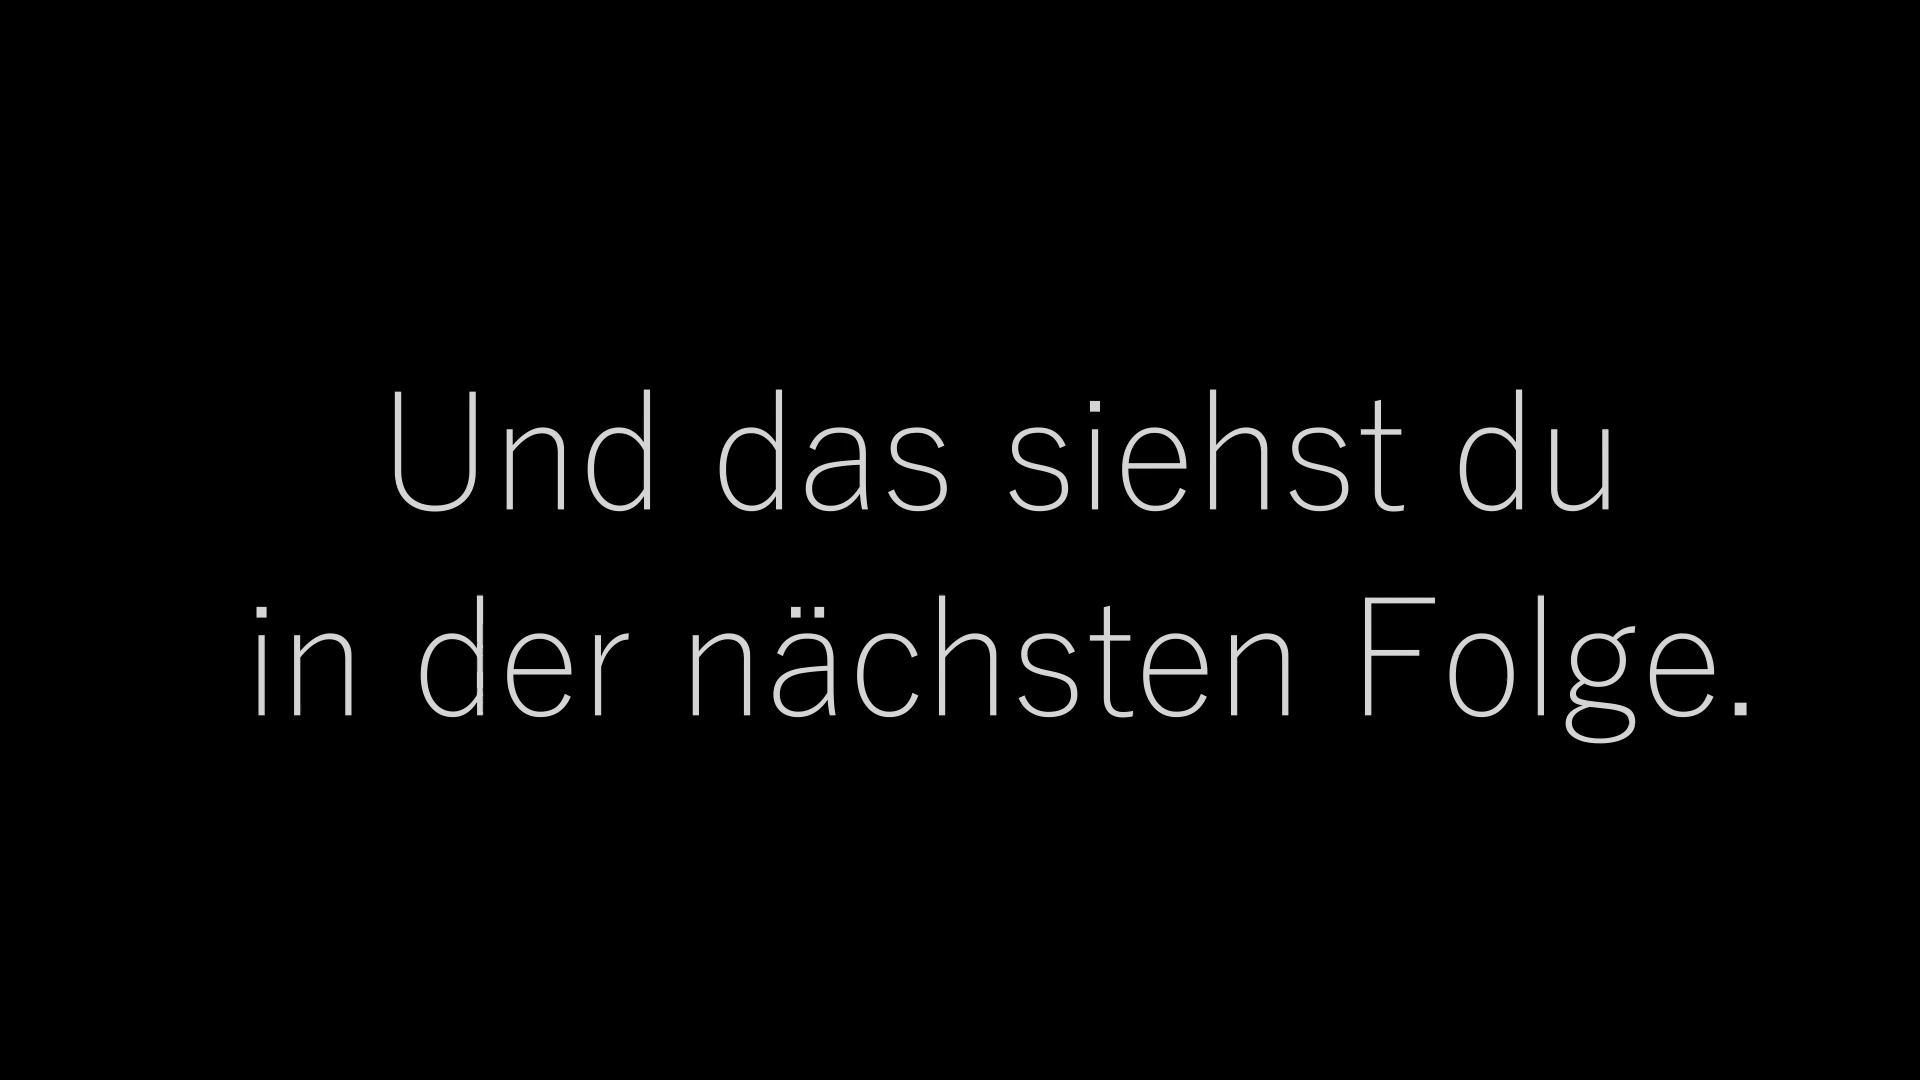 Und das siehst du
in der nächsten Folge.